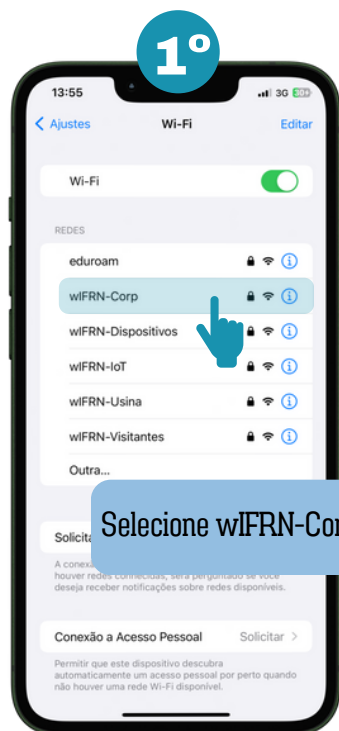 1º
13:55
3G
Ajustes
Wi-Fi
Editar
Wi-Fi
REDES
eduroam
wIFRN-Corp
wIFRN-Dispositivos
wIFRN-IoT
wIFRN-Usina
wIFRN-Visitantes
Outra...
Selecione wIFRN-Cor
A conexã
houver redes conhecidas, será perguntado se você
deseja receber notificações sobre redes disponíveis.
Conexão a Acesso Pessoal
Solicitar
Permitir que este dispositivo descubra
automaticamente um acesso pessoal por perto quando
não houver uma rede Wi-Fi disponível.